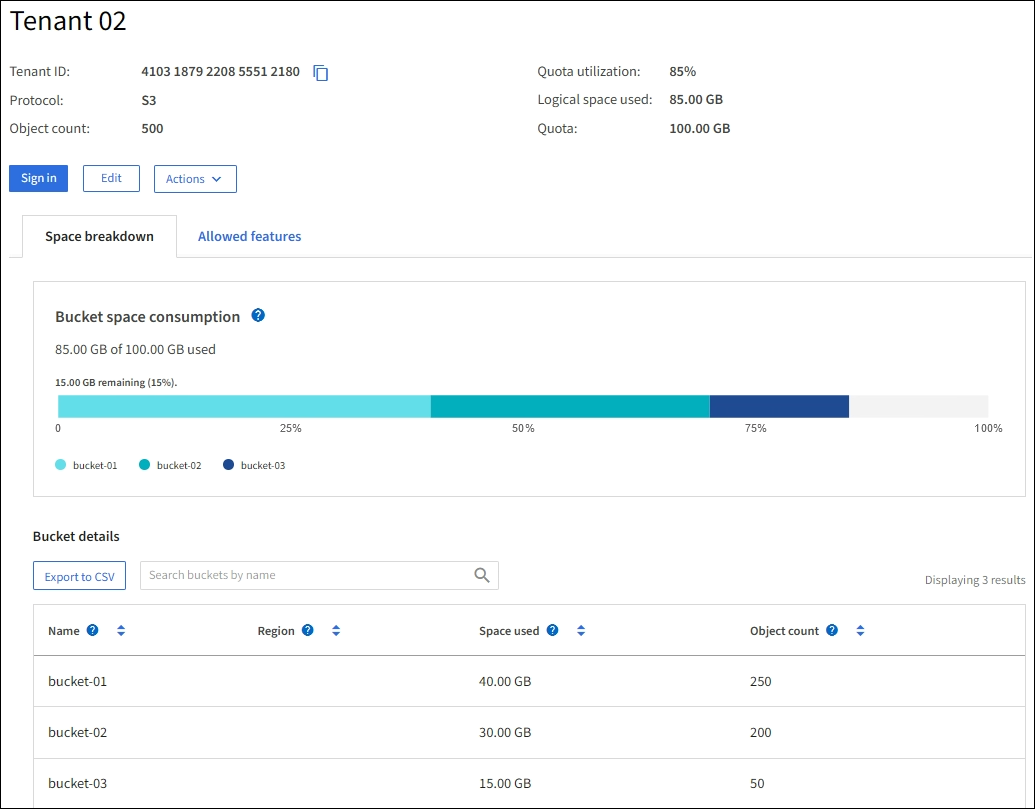 Tenant 02
Tenant ID: 4103 1879 2208 5551 2180
Protocol: S3
Object count: 500
Quota utilization: 85%
Logical space used: 85.00 GB
Quota: 100.00 GB
Sign in Edit Actions
Space breakdown Allowed features
Bucket space consumption ?
85.00 GB of 100.00 GB used
15.00 GB remaining (15%).
0 25% 50% 75% 100%
bucket-01 bucket-02 bucket-03
Bucket details
Export to CSV Search buckets by name Displaying 3 results
Name ? Region ? Space used ? Object count ?
bucket-01 40.00 GB 250
bucket-02 30.00 GB 200
bucket-03 15.00 GB 50